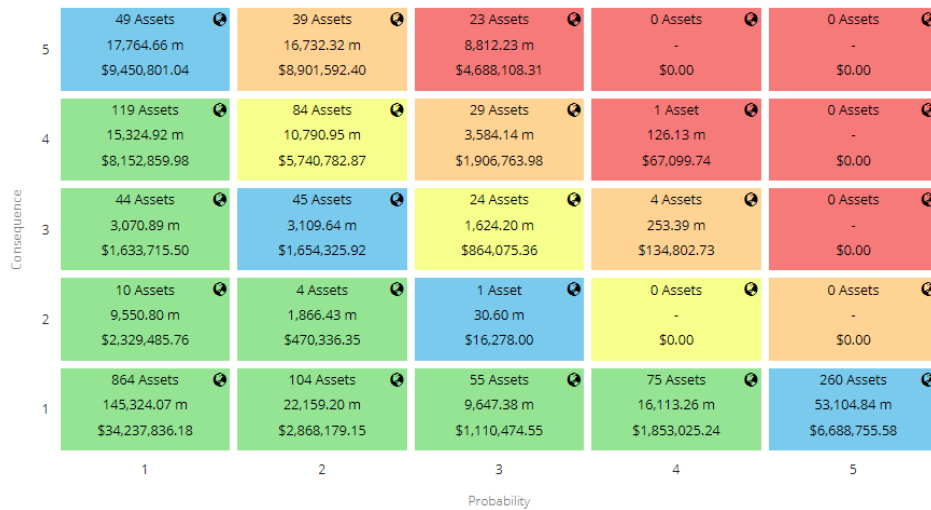 49 Assets 39 Assets 23 Assets 0 Assets 0 Assets
17,764.66 m 16,732.32 m 8,812.23 m - -
5
$9,450,801.04 $8,901,592.40 $4,688,108.31 $0.00 $0.00
119 Assets 84 Assets 29 Assets 1 Asset 0 Assets
15,324.92 m 10,790.95 m 3,584.14 m 126.13 m -
4
$8,152,859.98 $5,740,782.87 $1,906,763.98 $67,099.74 $0.00
Consequence
44 Assets 45 Assets 24 Assets 4 Assets 0 Assets
3,070.89 m 3,109.64 m 1,624.20 m 253.39 m -
3
$1,633,715.50 $1,654,325.92 $864,075.36 $134,802.73 $0.00
10 Assets 4 Assets 1 Asset 0 Assets 0 Assets
9,550.80 m 1,866.43 m 30.60 m - -
2
$2,329,485.76 $470,336.35 $16,278.00 $0.00 $0.00
864 Assets 104 Assets 55 Assets 75 Assets 260 Assets
145,324.07 m 22,159.20 m 9,647.38 m 16,113.26 m 53,104.84 m
1
$34,237,836.18 $2,868,179.15 $1,110,474.55 $1,853,025.24 $6,688,755.58
1 2 3 4 5
Probability